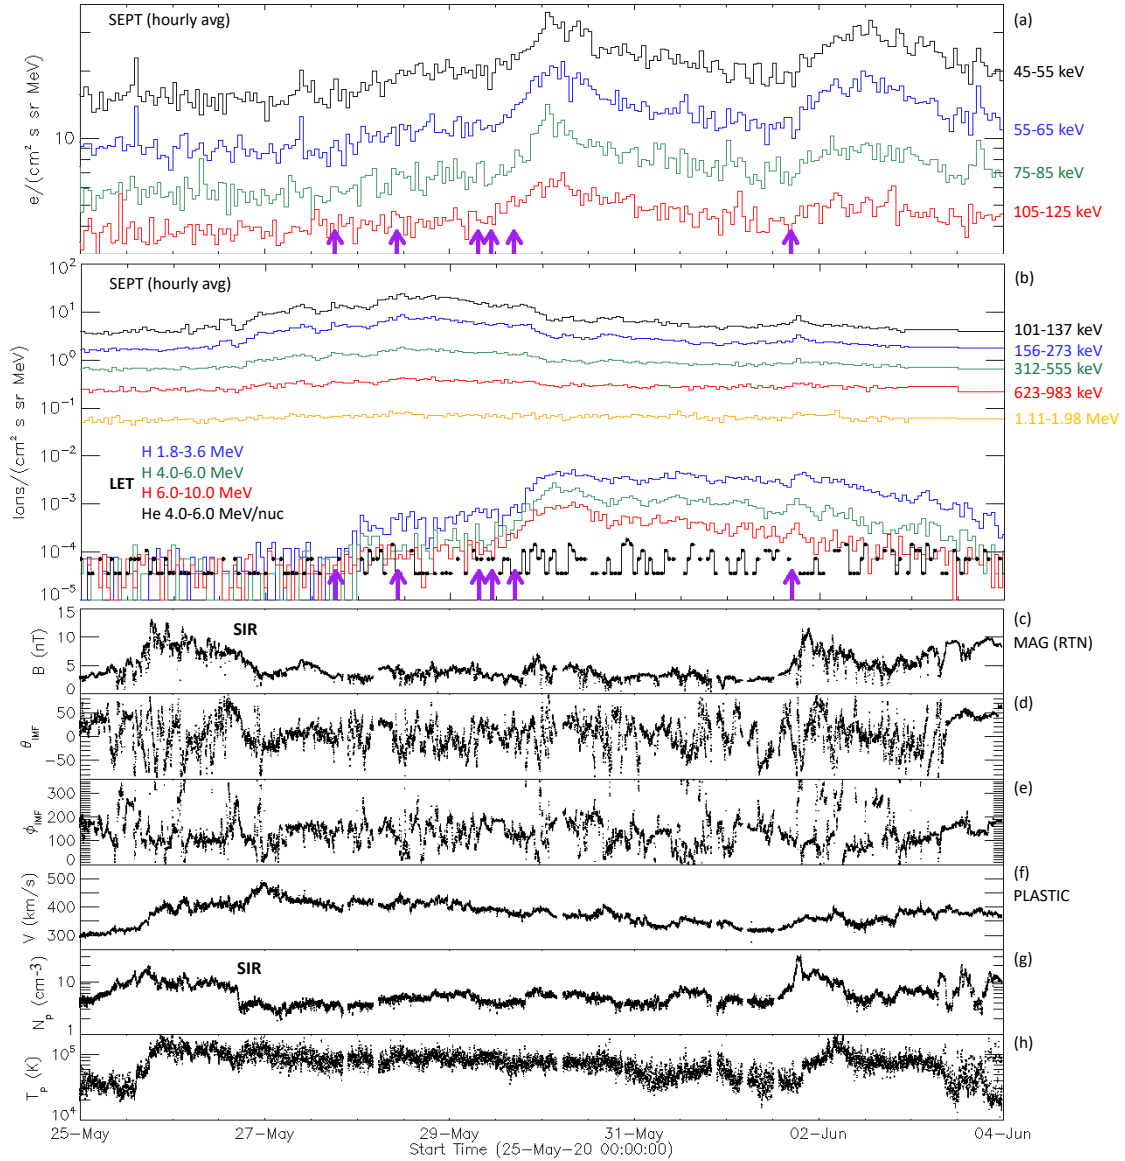 SEPT (hourly avg)
(a)
e/(cm² s sr MeV)
10
45-55 keV
55-65 keV
75-85 keV
105-125 keV
SEPT (hourly avg)
(b)
Ions/(cm² s sr MeV)
10²
10¹
10⁰
10⁻¹
10⁻²
10⁻³
10⁻⁴
10⁻⁵
101-137 keV
156-273 keV
312-555 keV
623-983 keV
1.11-1.98 MeV
H 1.8-3.6 MeV
H 4.0-6.0 MeV
LET
H 6.0-10.0 MeV
He 4.0-6.0 MeV/nuc
(c)
MAG (RTN)
SIR
B (nT)
15
10
5
0
(d)
θIMF
50
0
-50
(e)
ϕIMF
300
200
100
0
(f)
PLASTIC
V (km/s)
500
400
300
(g)
SIR
Np (cm-3)
10
1
(h)
Tp (K)
10⁵
10⁴
25-May 27-May 29-May 31-May 02-Jun 04-Jun
Start Time (25-May-20 00:00:00)